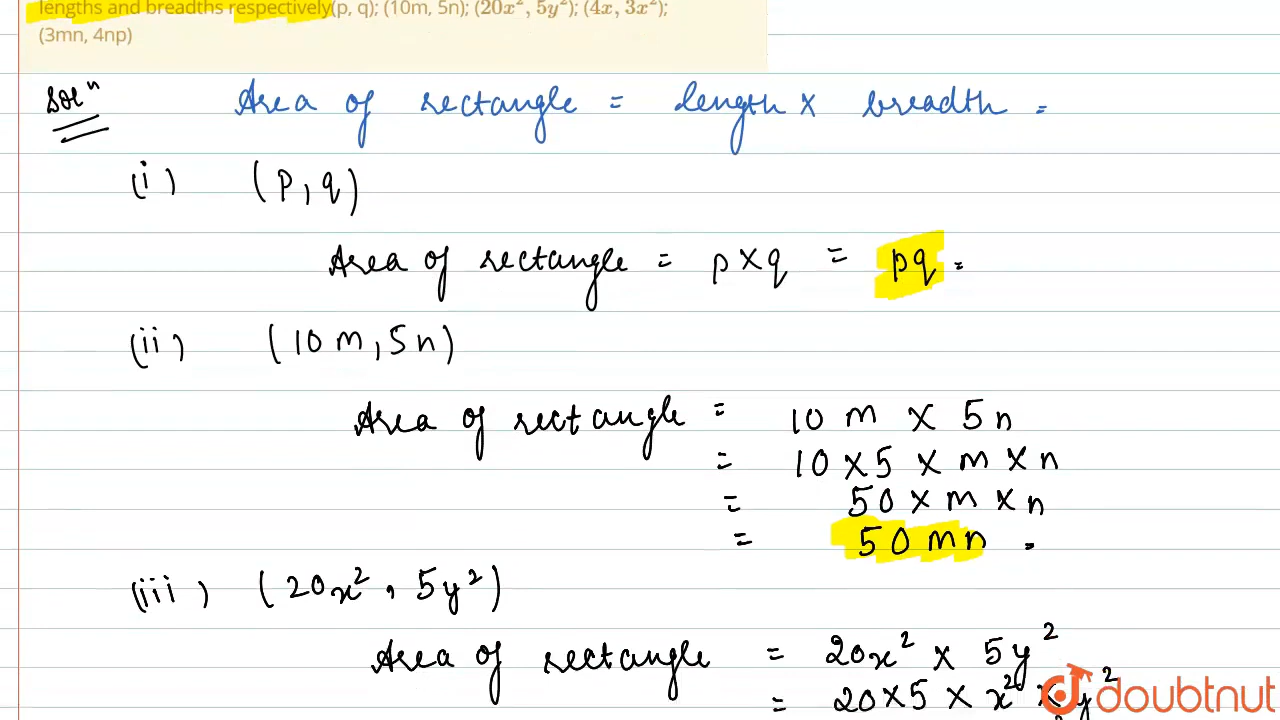 lengths and breadths respectively(p, q); (10m, 5n); (20x², 5y²); (4x, 3x²);
(3mn, 4np)
Solⁿ Area of rectangle = length × breadth =
(i) (p, q)
Area of rectangle = p × q = pq =
(ii) (10 m, 5 n)
Area of rectangle = 10 m × 5 n
= 10 × 5 × m × n
= 50 × m × n
= 50 mn .
(iii) (20x², 5y²)
Area of rectangle = 20x² × 5y²
= 20 × 5 × x² × y²
doubtnut